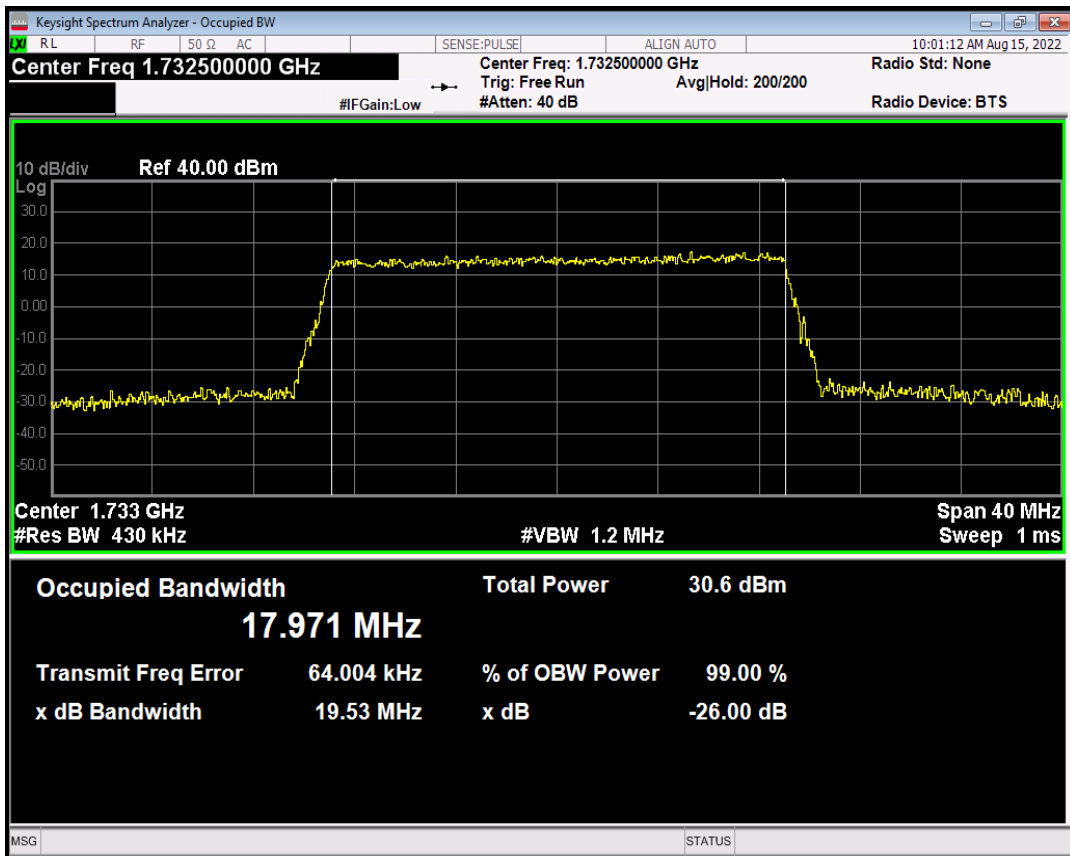 Keysight Spectrum Analyzer - Occupied BW
LXI RL RF 50 Ω AC SENSE:PULSE ALIGN AUTO 10:01:12 AM Aug 15, 2022
Center Freq 1.732500000 GHz Center Freq: 1.732500000 GHz Radio Std: None
Trig: Free Run Avg|Hold: 200/200
#IFGain:Low #Atten: 40 dB Radio Device: BTS
10 dB/div Ref 40.00 dBm
Log
30.0
20.0
10.0
0.00
-10.0
-20.0
-30.0
-40.0
-50.0
Center 1.733 GHz Span 40 MHz
#Res BW 430 kHz #VBW 1.2 MHz Sweep 1 ms
Occupied Bandwidth Total Power 30.6 dBm
17.971 MHz
Transmit Freq Error 64.004 kHz % of OBW Power 99.00 %
x dB Bandwidth 19.53 MHz x dB -26.00 dB
MSG STATUS